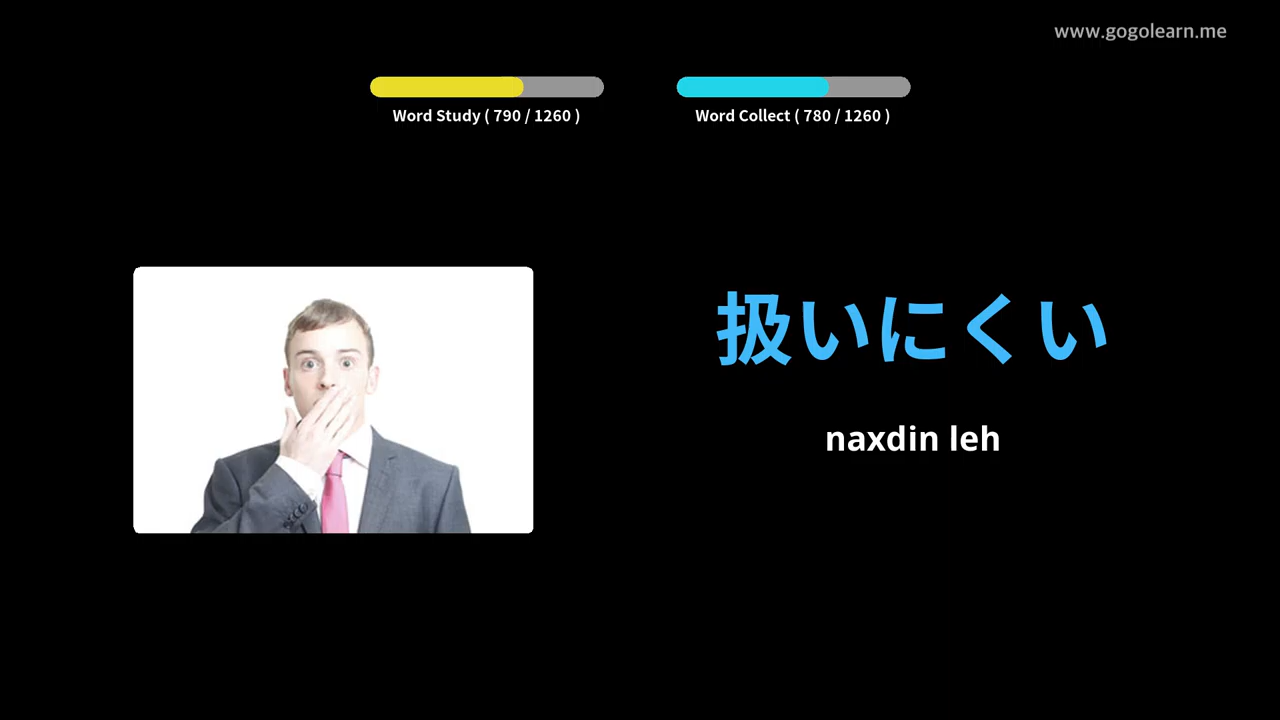 www.gogolearn.me
Word Study ( 790 / 1260 )
Word Collect ( 780 / 1260 )
扱いにくい
naxdin leh